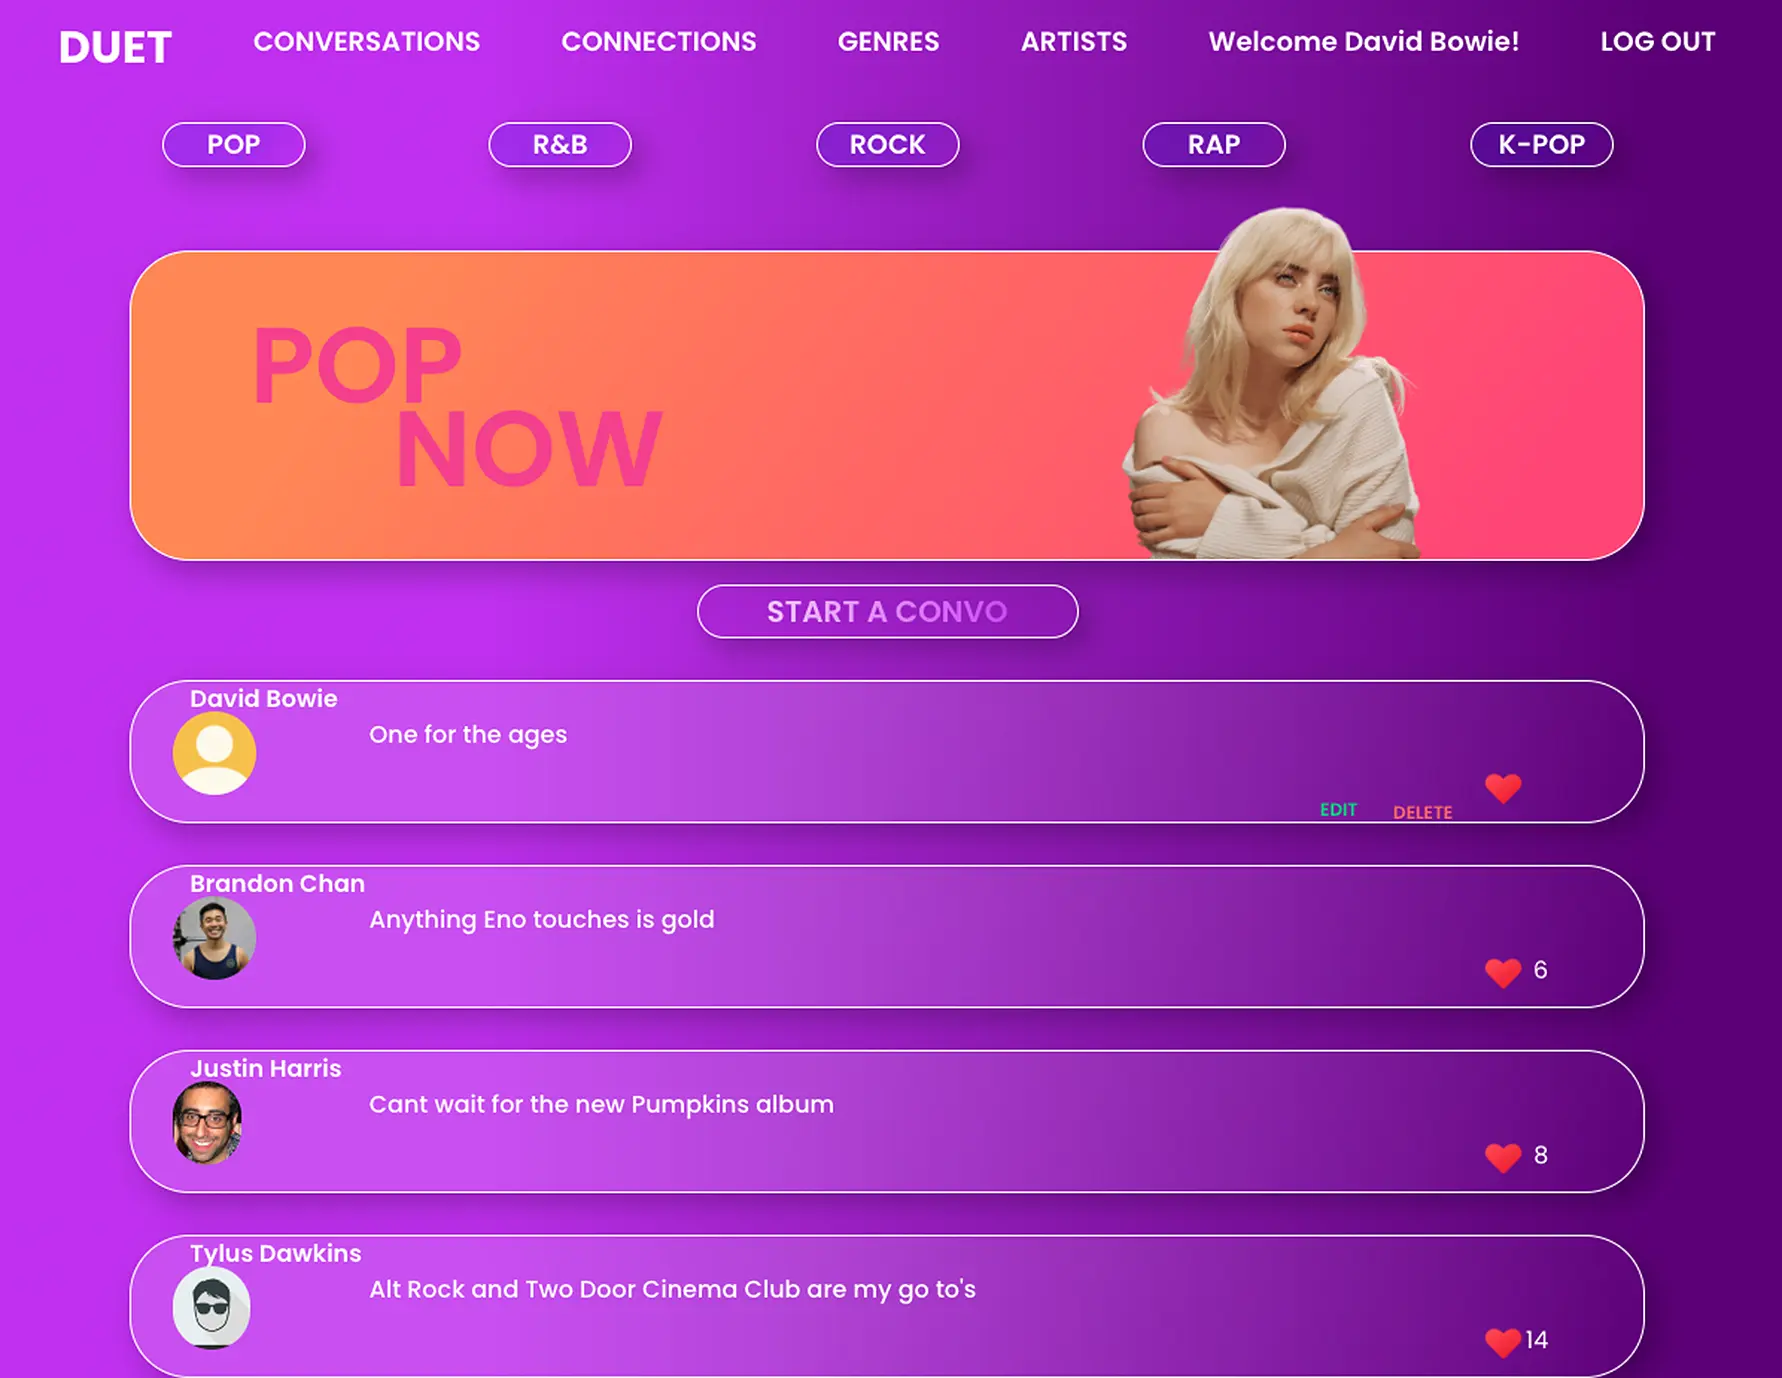 DUET CONVERSATIONS CONNECTIONS GENRES ARTISTS Welcome David Bowie! LOG OUT
POP R&B ROCK RAP K-POP
POP
NOW
START A CONVO
David Bowie
One for the ages
EDIT DELETE
Brandon Chan
Anything Eno touches is gold
6
Justin Harris
Cant wait for the new Pumpkins album
8
Tylus Dawkins
Alt Rock and Two Door Cinema Club are my go to's
14